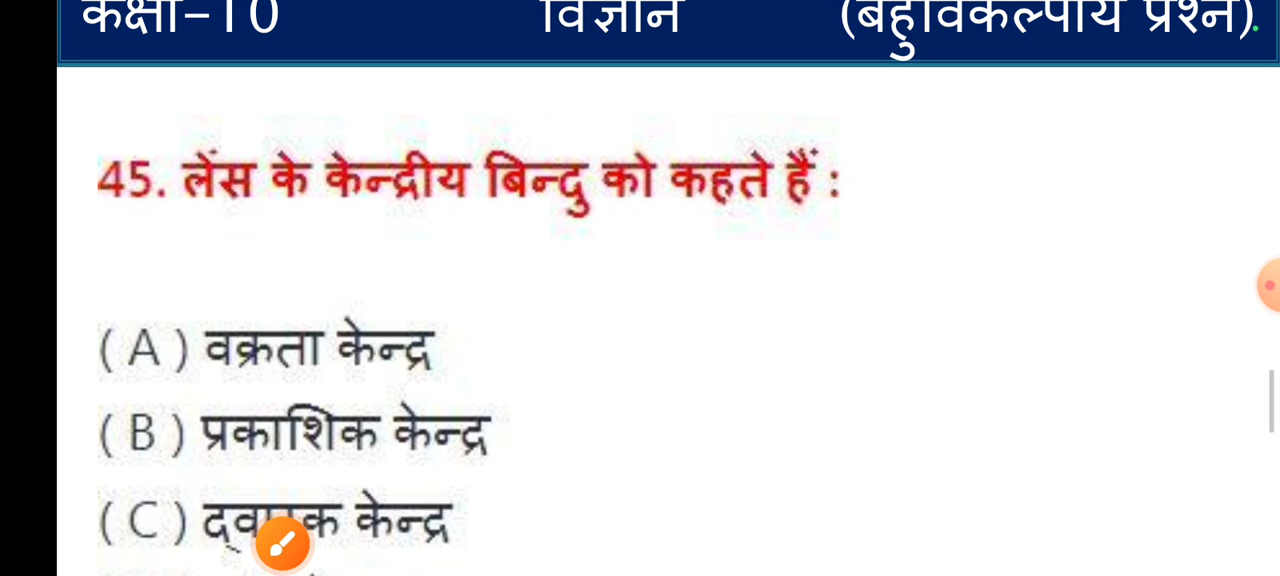 कक्षा–10 विज्ञान (बहुविकल्पीय प्रश्न).
45. लेंस के केन्द्रीय बिन्दु को कहते हैं :
( A ) वक्रता केन्द्र
( B ) प्रकाशिक केन्द्र
( C ) केन्द्र